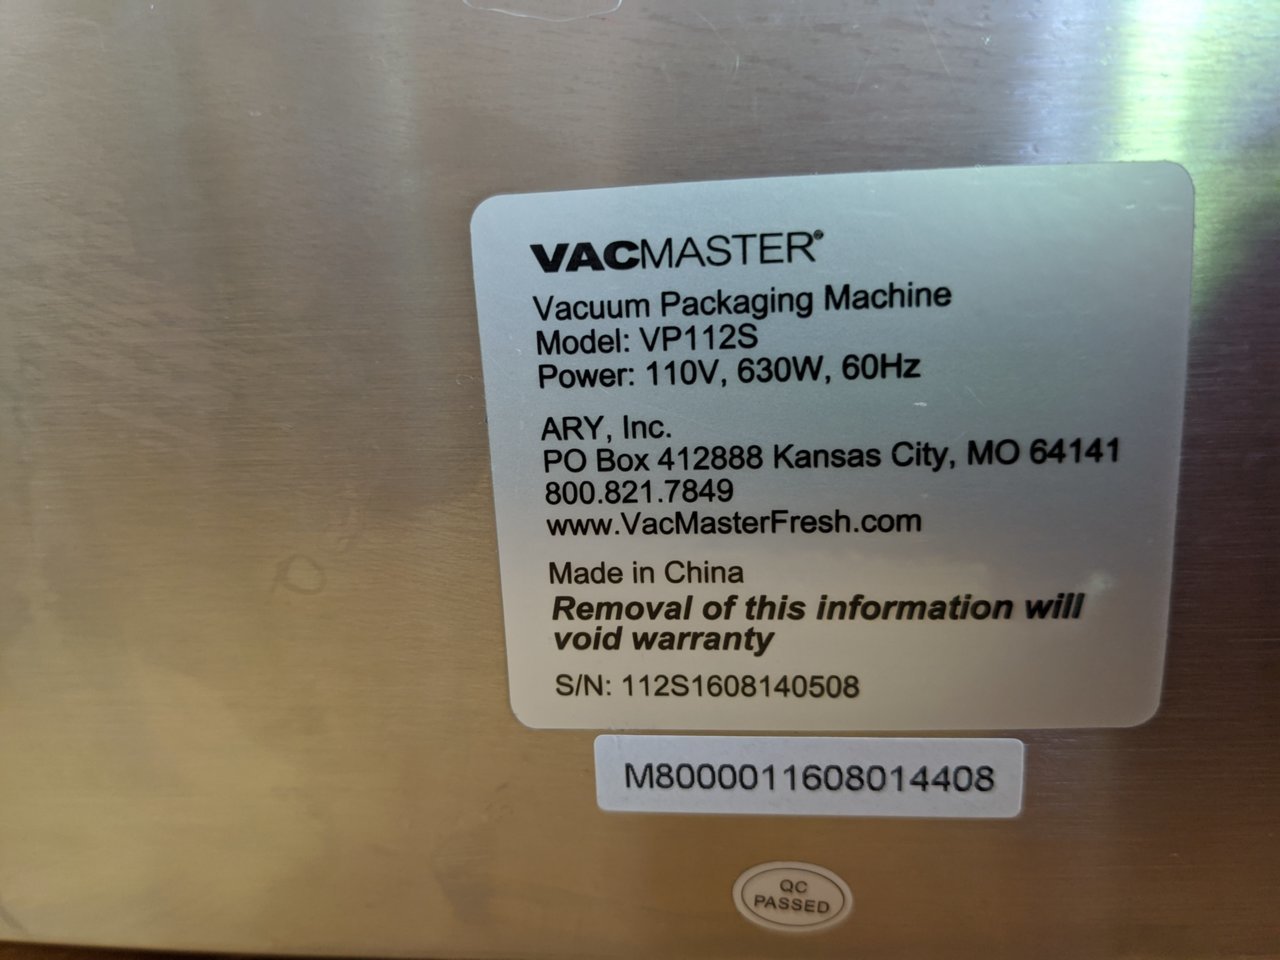 VACMASTER®
Vacuum Packaging Machine
Model: VP112S
Power: 110V, 630W, 60Hz
ARY, Inc.
PO Box 412888 Kansas City, MO 64141
800.821.7849
www.VacMasterFresh.com
Made in China
Removal of this information will
void warranty
S/N: 112S1608140508
M8000011608014408
QC
PASSED